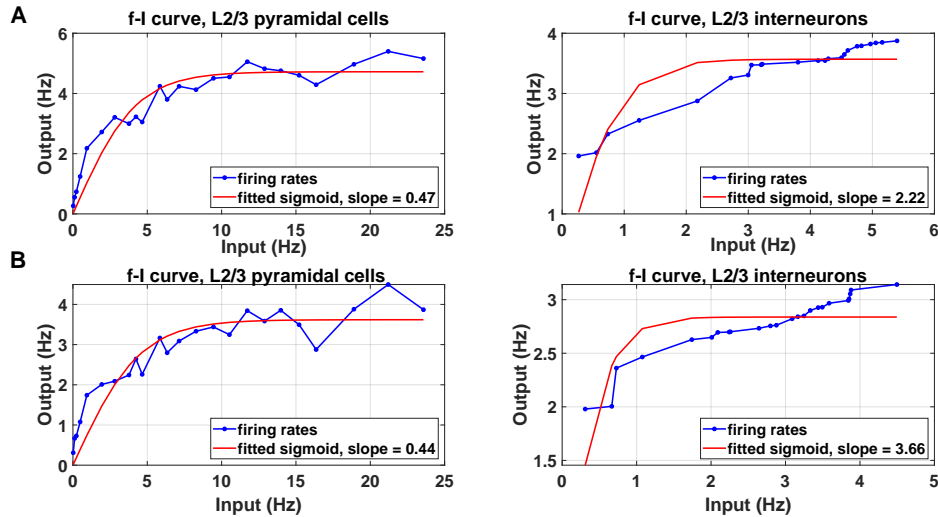 A
f-I curve, L2/3 pyramidal cells
6
4
2
0
Output (Hz)
firing rates
fitted sigmoid, slope = 0.47
0 5 10 15 20 25
Input (Hz)
f-I curve, L2/3 interneurons
4
3
2
1
Output (Hz)
firing rates
fitted sigmoid, slope = 2.22
0 1 2 3 4 5 6
Input (Hz)
B
f-I curve, L2/3 pyramidal cells
4
3
2
1
0
Output (Hz)
firing rates
fitted sigmoid, slope = 0.44
0 5 10 15 20 25
Input (Hz)
f-I curve, L2/3 interneurons
3
2.5
2
1.5
Output (Hz)
firing rates
fitted sigmoid, slope = 3.66
0 1 2 3 4 5
Input (Hz)